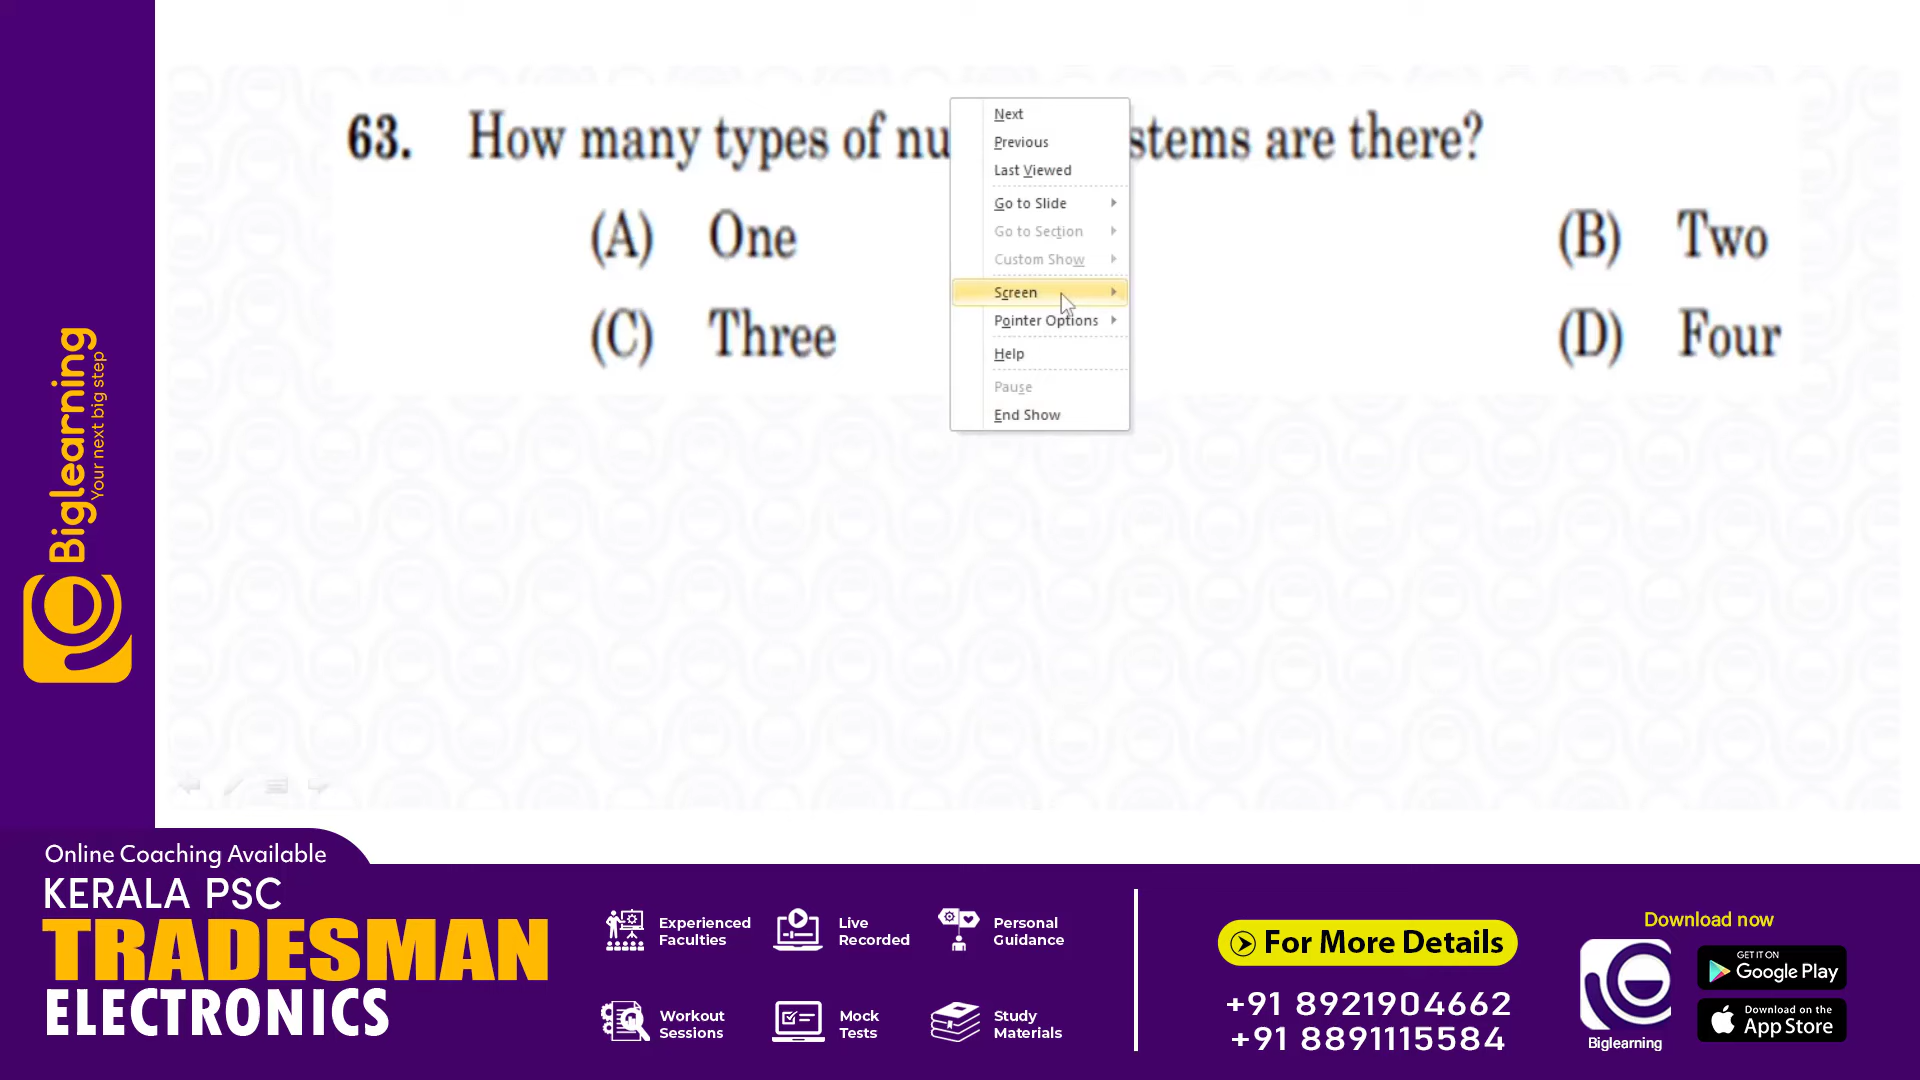 63. How many types of nu stems are there?
(A) One (B) Two
(C) Three (D) Four
Next
Previous
Last Viewed
Go to Slide
Go to Section
Custom Show
Screen
Pointer Options
Help
Pause
End Show
Biglearning
Your next big step
Online Coaching Available
KERALA PSC
TRADESMAN
ELECTRONICS
Experienced
Faculties
Live
Recorded
Personal
Guidance
Workout
Sessions
Mock
Tests
Study
Materials
For More Details
+91 8921904662
+91 8891115584
Download now
GET IT ON
Google Play
Download on the
App Store
Biglearning